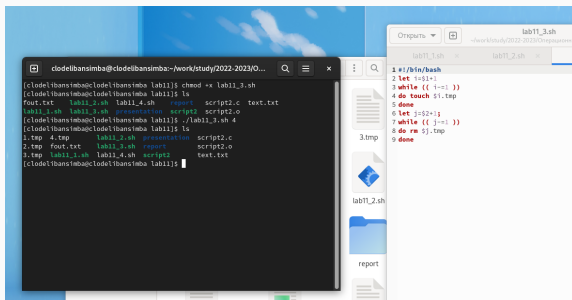 clodelibansimba:~/work/study/2022-2023/O...
[clodelibansimba@clodelibansimba lab11]$ chmod +x lab11_3.sh
[clodelibansimba@clodelibansimba lab11]$ ls
fout.txt lab11_2.sh lab11_4.sh report script2.c text.txt
lab11_1.sh lab11_3.sh presentation script2 script2.o
[clodelibansimba@clodelibansimba lab11]$ ./lab11_3.sh 4
[clodelibansimba@clodelibansimba lab11]$ ls
1.tmp 4.tmp lab11_2.sh presentation script2.c
2.tmp fout.txt lab11_3.sh report script2.o
3.tmp lab11_1.sh lab11_4.sh script2 text.txt
[clodelibansimba@clodelibansimba lab11]$
3.tmp
lab11_2.sh
report
Открыть
lab11_3.sh
~/work/study/2022-2023/Операцион
lab11_1.sh
lab11_2.sh
1 #!/bin/bash
2 let i=$1+1
3 while (( i-=1 ))
4 do touch $i.tmp
5 done
6 let j=$2+1;
7 while (( j-=1 ))
8 do rm $j.tmp
9 done